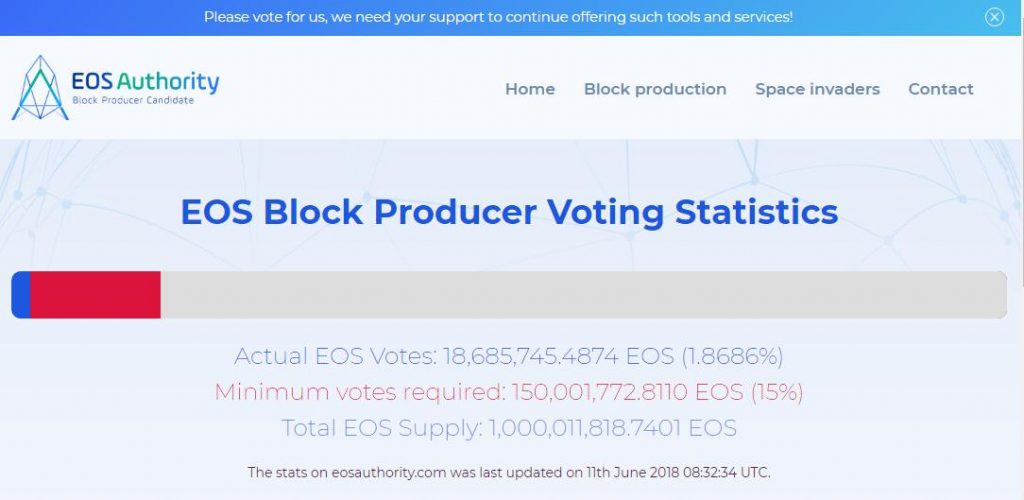 Please vote for us, we need your support to continue offering such tools and services!
EOS Authority
Block Producer Candidate
Home Block production Space invaders Contact
EOS Block Producer Voting Statistics
Actual EOS Votes: 18,685,745.4874 EOS (1.8686%)
Minimum votes required: 150,001,772.8110 EOS (15%)
Total EOS Supply: 1,000,011,818.7401 EOS
The stats on eosauthority.com was last updated on 11th June 2018 08:32:34 UTC.